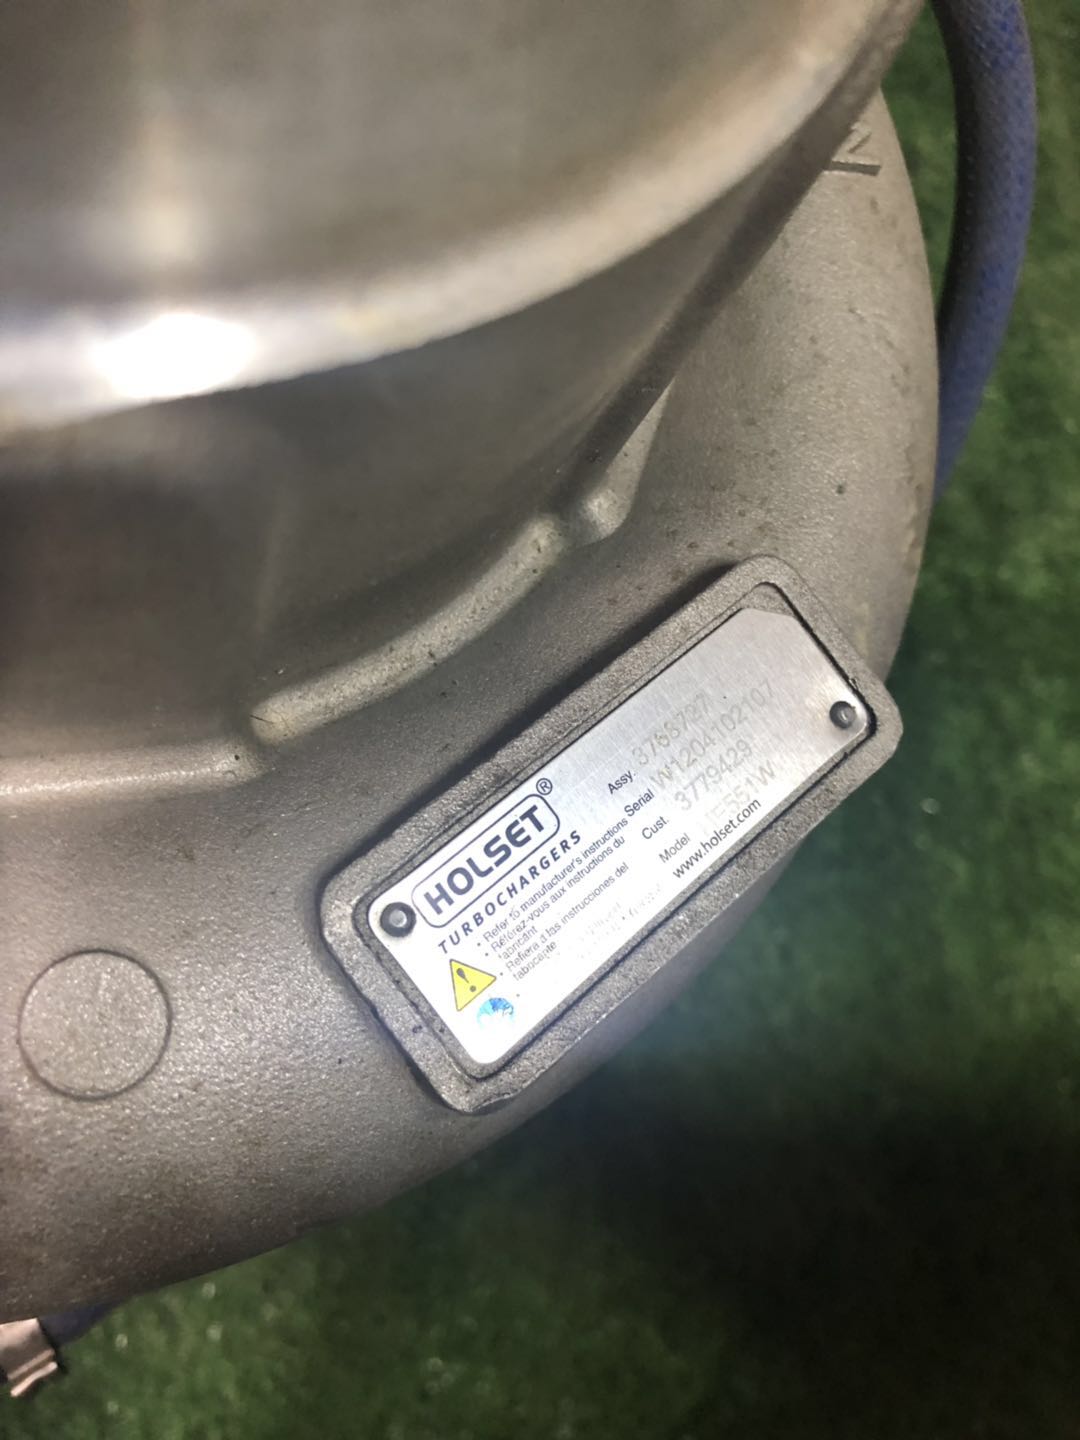 HOLSET®
TURBOCHARGERS
• Refer to manufacturer's instructions
• Référez-vous aux instructions du
fabricant
• Refiera a las instrucciones del
fabricante
Assy. 3768727
Serial W1204102107
Cust. 3779429
Model HE551W
www.holset.com